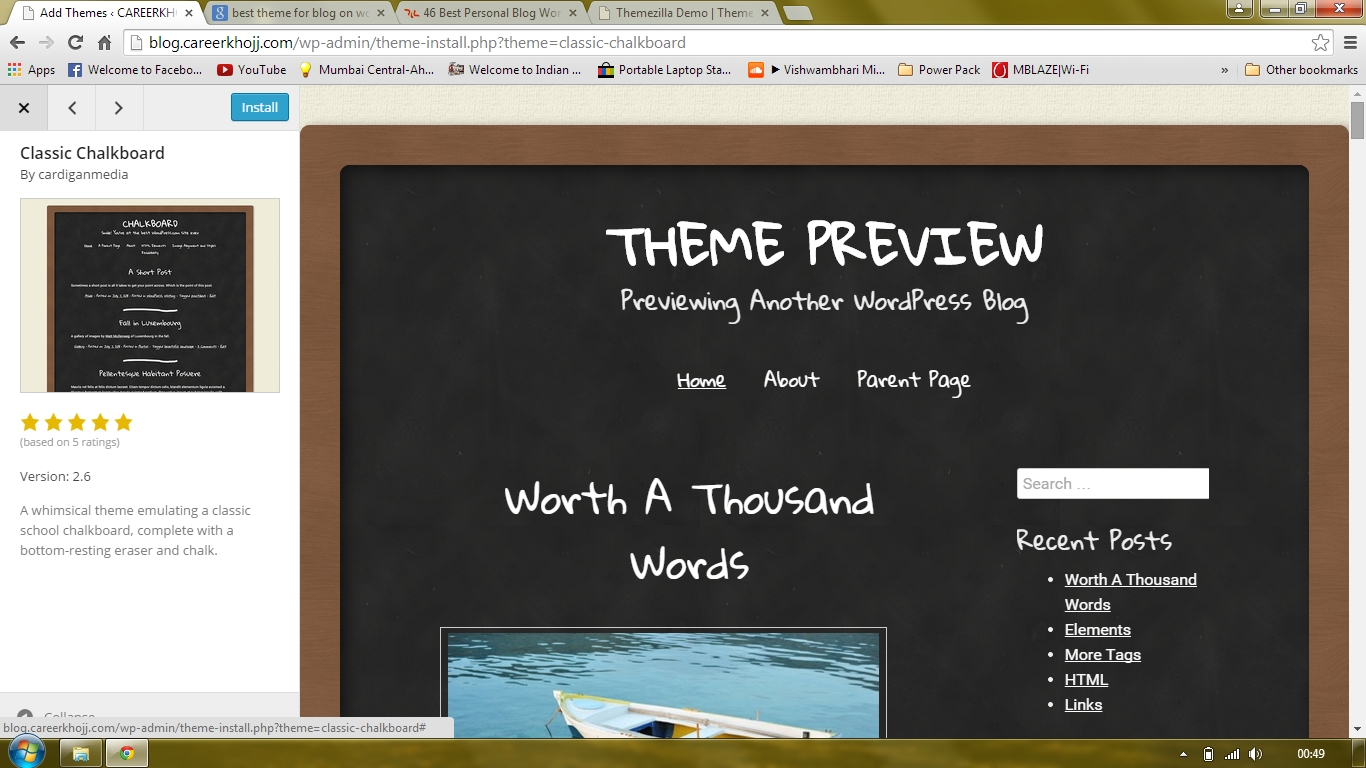 Add Themes ‹ CAREERKH
best theme for blog on wo
46 Best Personal Blog Wor
Themezilla Demo | Theme
blog.careerkhojj.com/wp-admin/theme-install.php?theme=classic-chalkboard
Apps
Welcome to Facebo...
YouTube
Mumbai Central-Ah...
Welcome to Indian ...
Portable Laptop Sta...
► Vishwambhari Mi...
Power Pack
MBLAZE|Wi-Fi
»
Other bookmarks
Install
Classic Chalkboard
By cardiganmedia
CHALKBOARD
A Short Post
Fall in Luxembourg
Pellentesque Habitant Posuere
(based on 5 ratings)
Version: 2.6
A whimsical theme emulating a classic
school chalkboard, complete with a
bottom-resting eraser and chalk.
Collapse
blog.careerkhojj.com/wp-admin/theme-install.php?theme=classic-chalkboard#
THEME PREVIEW
Previewing Another WordPress Blog
Home About Parent Page
Worth A Thousand
Words
Search …
Recent Posts
Worth A Thousand
Words
Elements
More Tags
HTML
Links
00:49